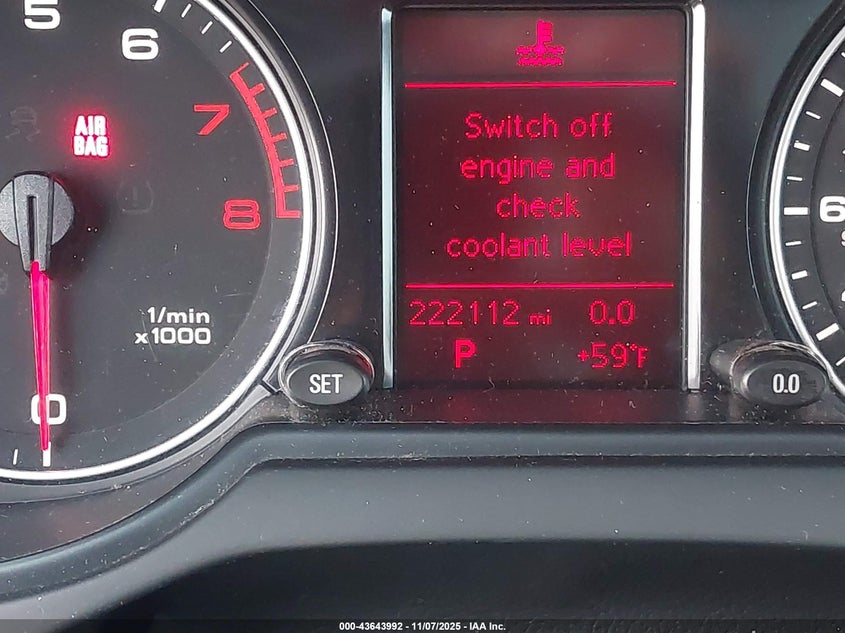 5
6
7
8
AIR
BAG
1/min
x1000
0
SET
Switch off
engine and
check
coolant level
222112 mi 0.0
P +59°F
0.0
6
000-43643992 - 11/07/2025 - IAA Inc.